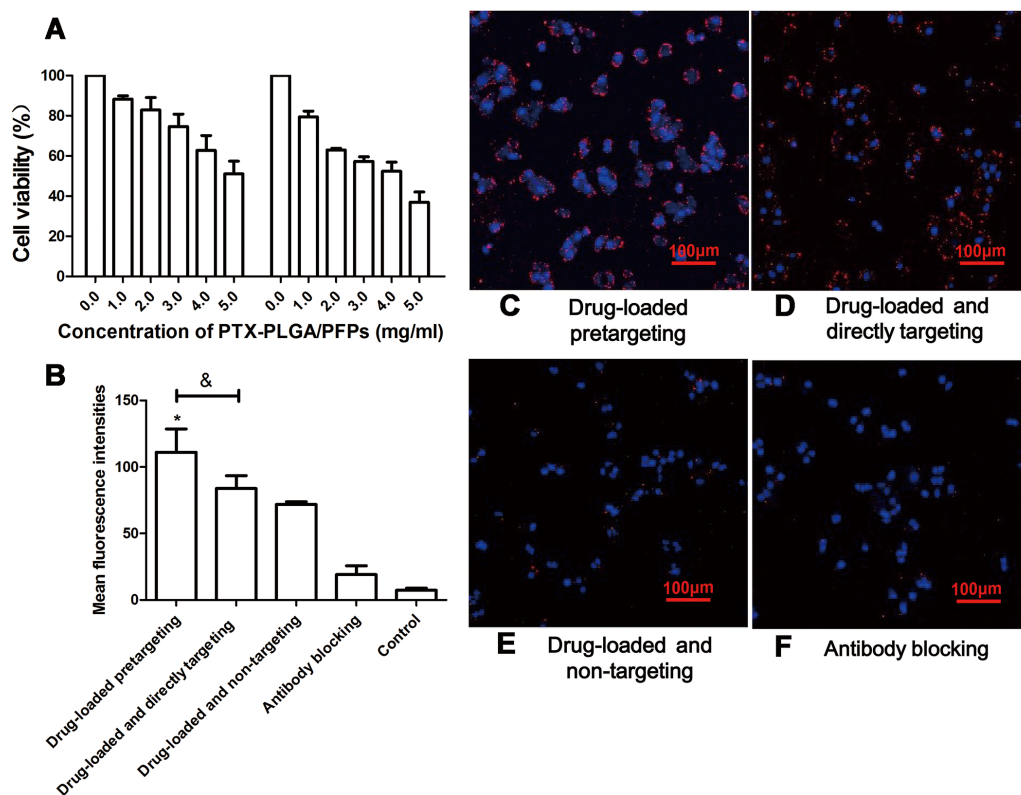 A
Cell viability (%)
100
80
60
40
20
0
0.0 1.0 2.0 3.0 4.0 5.0 0.0 1.0 2.0 3.0 4.0 5.0
Concentration of PTX-PLGA/PFPs (mg/ml)
B
Mean fluorescence intensities
150
100
50
0
&
*
Drug-loaded pretargeting
Drug-loaded and directly targeting
Drug-loaded and non-targeting
Antibody blocking
Control
100μm
C Drug-loaded
pretargeting
100μm
D Drug-loaded and
directly targeting
100μm
E Drug-loaded and
non-targeting
100μm
F Antibody blocking